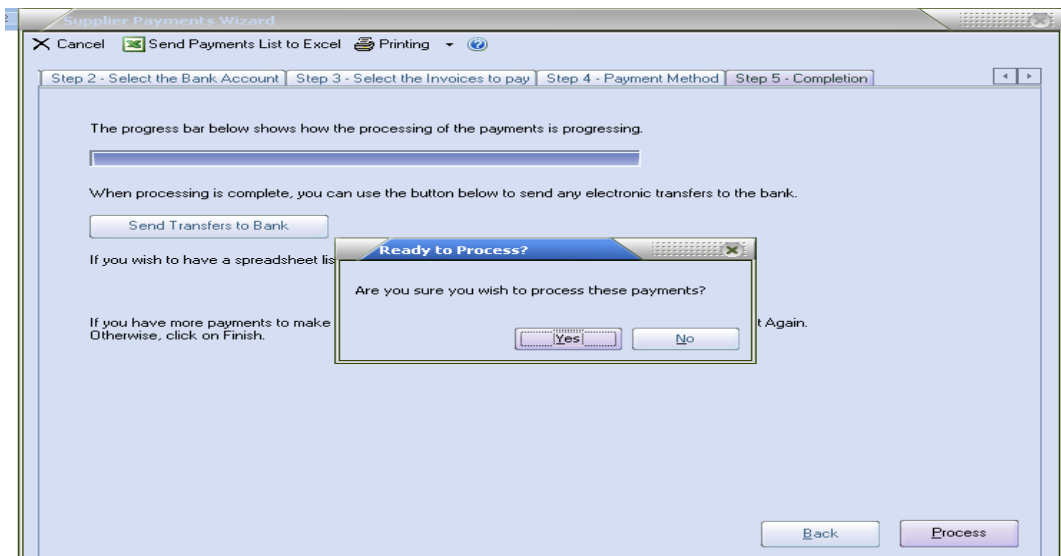 Supplier Payments Wizard
Cancel Send Payments List to Excel Printing
Step 2 - Select the Bank Account Step 3 - Select the Invoices to pay Step 4 - Payment Method Step 5 - Completion
The progress bar below shows how the processing of the payments is progressing.
When processing is complete, you can use the button below to send any electronic transfers to the bank.
Send Transfers to Bank
Ready to Process?
If you wish to have a spreadsheet lis
Are you sure you wish to process these payments?
If you have more payments to make t Again.
Otherwise, click on Finish.
Yes No
Back Process